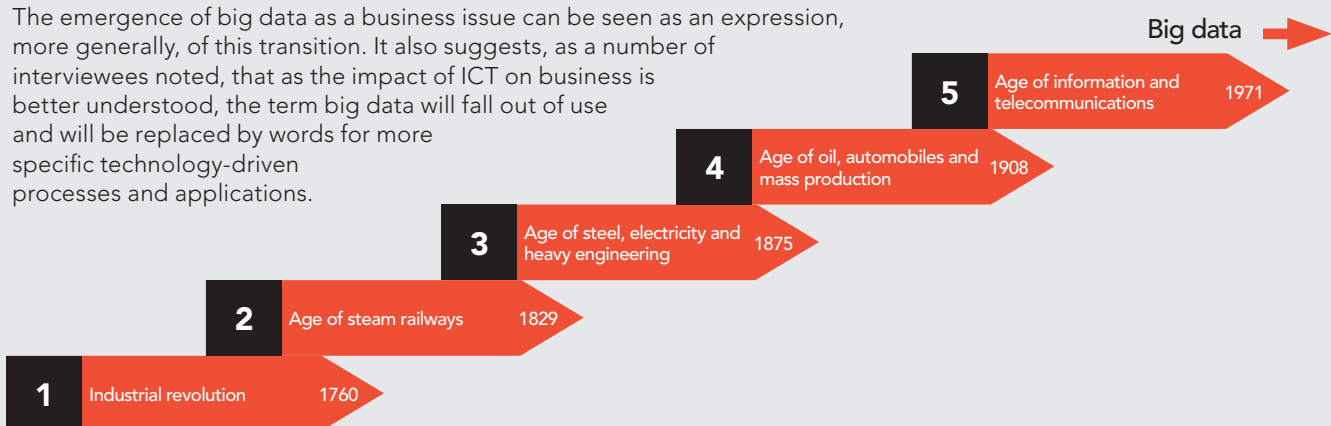 The emergence of big data as a business issue can be seen as an expression,
more generally, of this transition. It also suggests, as a number of
interviewees noted, that as the impact of ICT on business is
better understood, the term big data will fall out of use
and will be replaced by words for more
specific technology-driven
processes and applications.
Big data
5
Age of information and
telecommunications
1971
4
Age of oil, automobiles and
mass production
1908
3
Age of steel, electricity and
heavy engineering
1875
2
Age of steam railways
1829
1
Industrial revolution
1760